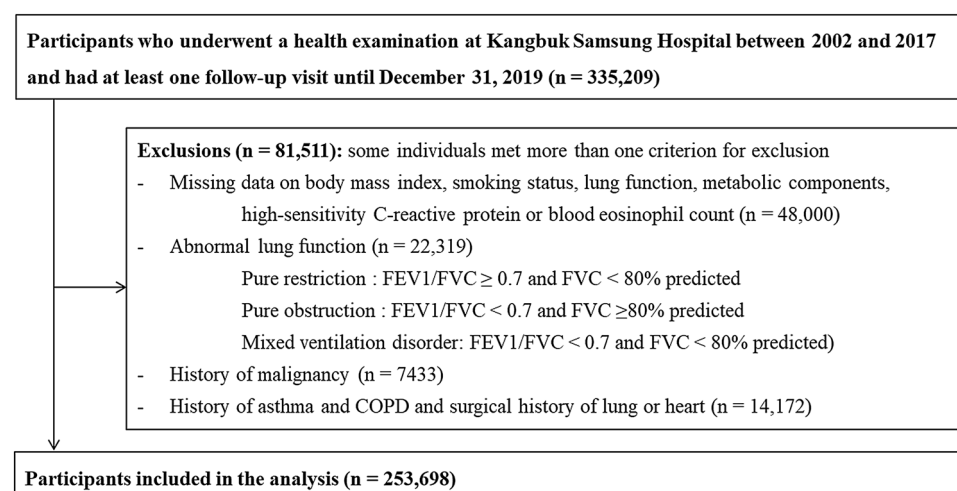 Participants who underwent a health examination at Kangbuk Samsung Hospital between 2002 and 2017
and had at least one follow-up visit until December 31, 2019 (n = 335,209)
Exclusions (n = 81,511): some individuals met more than one criterion for exclusion
- Missing data on body mass index, smoking status, lung function, metabolic components,
high-sensitivity C-reactive protein or blood eosinophil count (n = 48,000)
- Abnormal lung function (n = 22,319)
Pure restriction : FEV1/FVC ≥ 0.7 and FVC < 80% predicted
Pure obstruction : FEV1/FVC < 0.7 and FVC ≥80% predicted
Mixed ventilation disorder: FEV1/FVC < 0.7 and FVC < 80% predicted)
- History of malignancy (n = 7433)
- History of asthma and COPD and surgical history of lung or heart (n = 14,172)
Participants included in the analysis (n = 253,698)